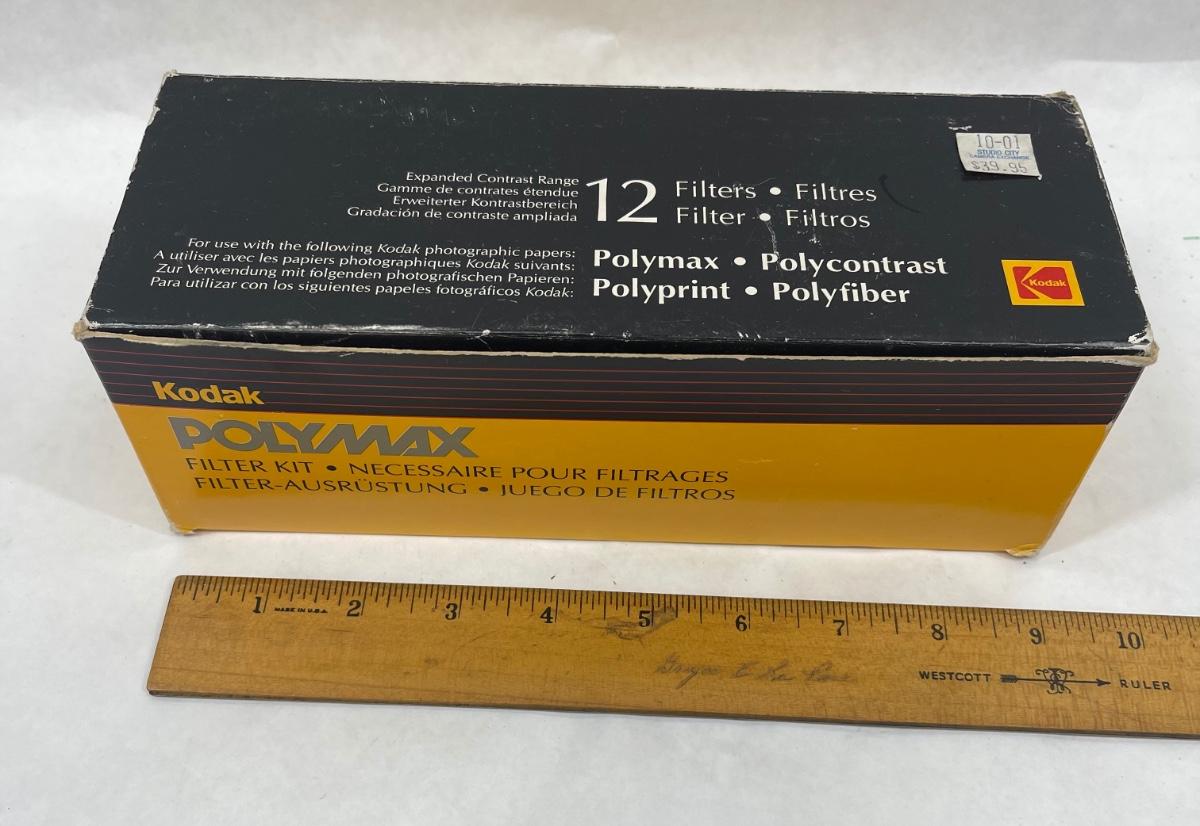 10-01
STUDIO CITY
CAMERA EXCHANGE
$39.95
Expanded Contrast Range
Gamme de contrates étendue
Erweiterter Kontrastbereich
Gradación de contraste ampliada
12 Filters • Filtres
Filter • Filtros
For use with the following Kodak photographic papers:
A utiliser avec les papiers photographiques Kodak suivants:
Zur Verwendung mit folgenden photografischen Papieren:
Para utilizar con los siguientes papeles fotográficos Kodak:
Polymax • Polycontrast
Polyprint • Polyfiber
Kodak
Kodak
POLYMAX
FILTER KIT • NECESSAIRE POUR FILTRAGES
FILTER-AUSRÜSTUNG • JUEGO DE FILTROS
1 2 3 4 5 6 7 8 9 10
MADE IN U.S.A.
WESTCOTT RULER